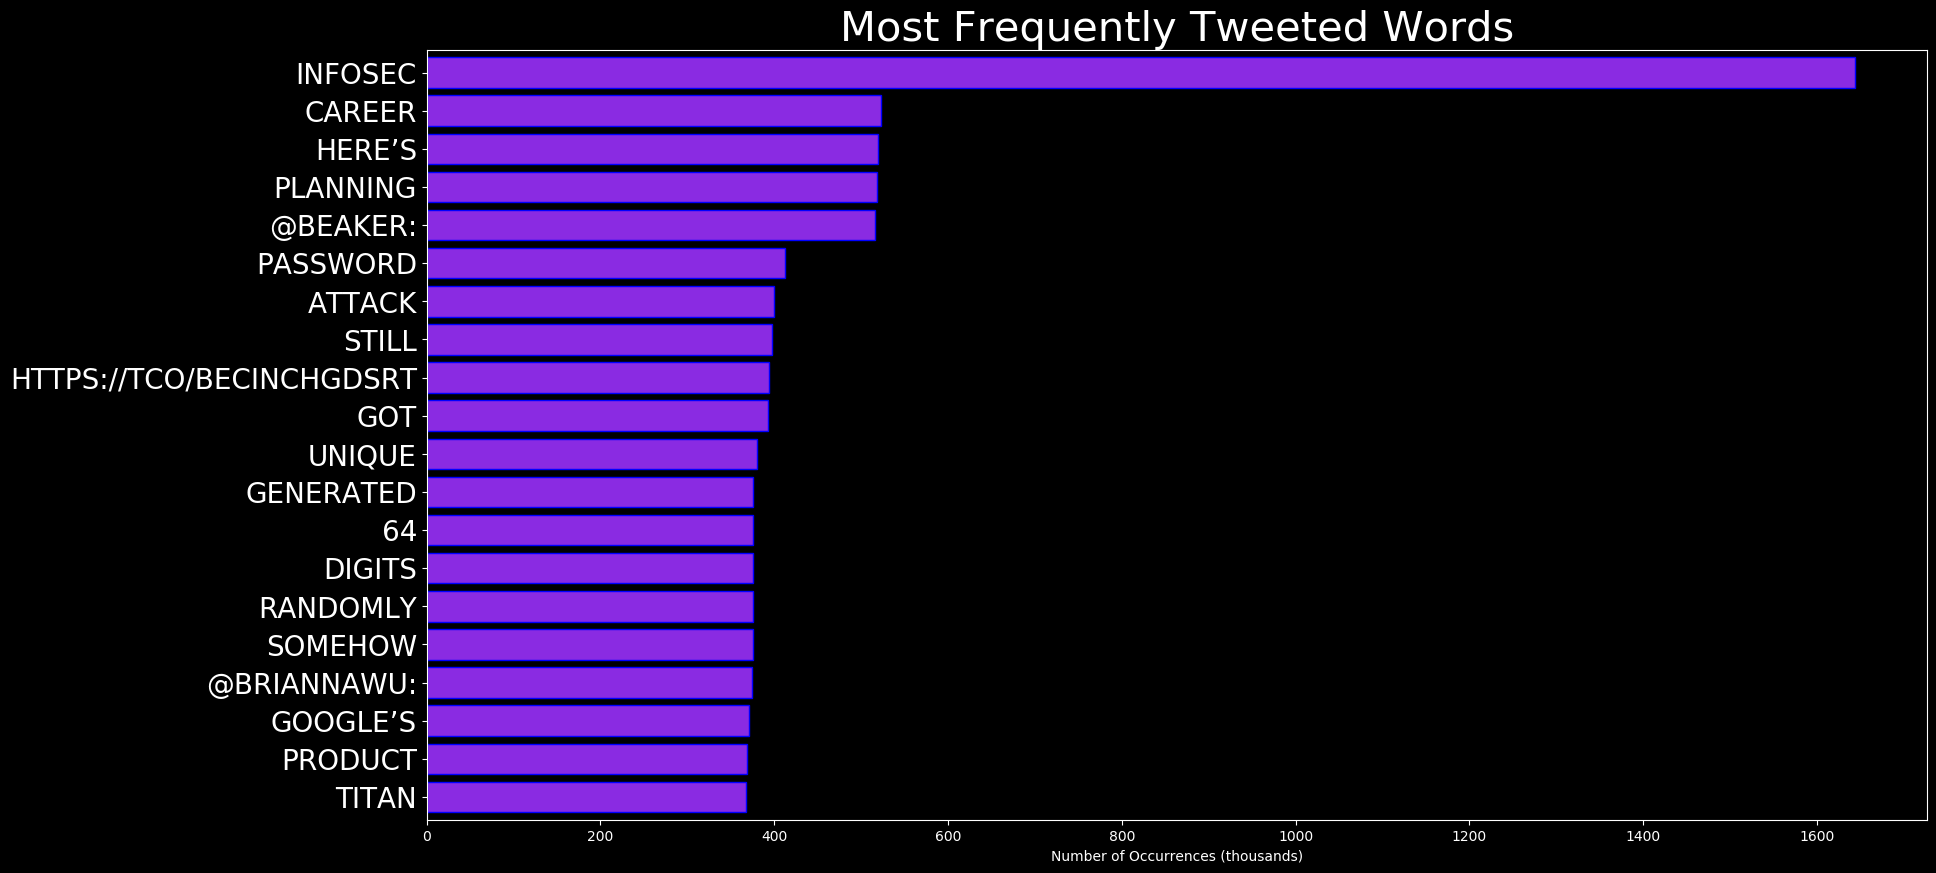 Most Frequently Tweeted Words
INFOSEC
CAREER
HERE’S
PLANNING
@BEAKER:
PASSWORD
ATTACK
STILL
HTTPS://TCO/BECINCHGDSRT
GOT
UNIQUE
GENERATED
64
DIGITS
RANDOMLY
SOMEHOW
@BRIANNAWU:
GOOGLE’S
PRODUCT
TITAN
0 200 400 600 800 1000 1200 1400 1600
Number of Occurrences (thousands)